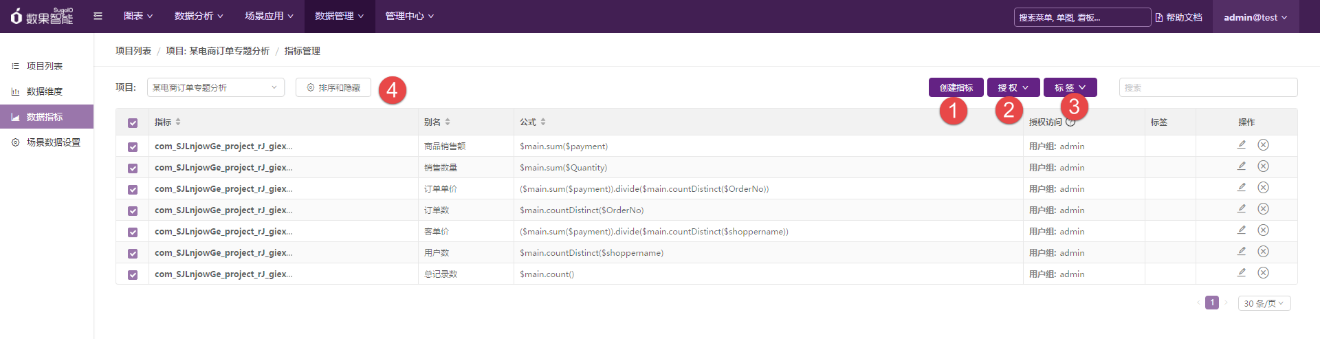 数果智能 SugoIO 图表 数据分析 场景应用 数据管理 管理中心 搜索菜单, 单图, 看板... 帮助文档 admin@test
项目列表 / 项目: 某电商订单专题分析 / 指标管理
项目列表
数据维度
数据指标
场景数据设置
项目: 某电商订单专题分析 排序和隐藏 4 创建指标 授 权 标 签 搜索
1 2 3
指标 别名 公式 授权访问 标签 操作
com_SJLnjowGe_project_rJ_giex... 商品销售额 $main.sum($payment) 用户组: admin
com_SJLnjowGe_project_rJ_giex... 销售数量 $main.sum($Quantity) 用户组: admin
com_SJLnjowGe_project_rJ_giex... 订单单价 ($main.sum($payment)).divide($main.countDistinct($OrderNo)) 用户组: admin
com_SJLnjowGe_project_rJ_giex... 订单数 $main.countDistinct($OrderNo) 用户组: admin
com_SJLnjowGe_project_rJ_giex... 客单价 ($main.sum($payment)).divide($main.countDistinct($shoppername)) 用户组: admin
com_SJLnjowGe_project_rJ_giex... 用户数 $main.countDistinct($shoppername) 用户组: admin
com_SJLnjowGe_project_rJ_giex... 总记录数 $main.count() 用户组: admin
1 30 条/页